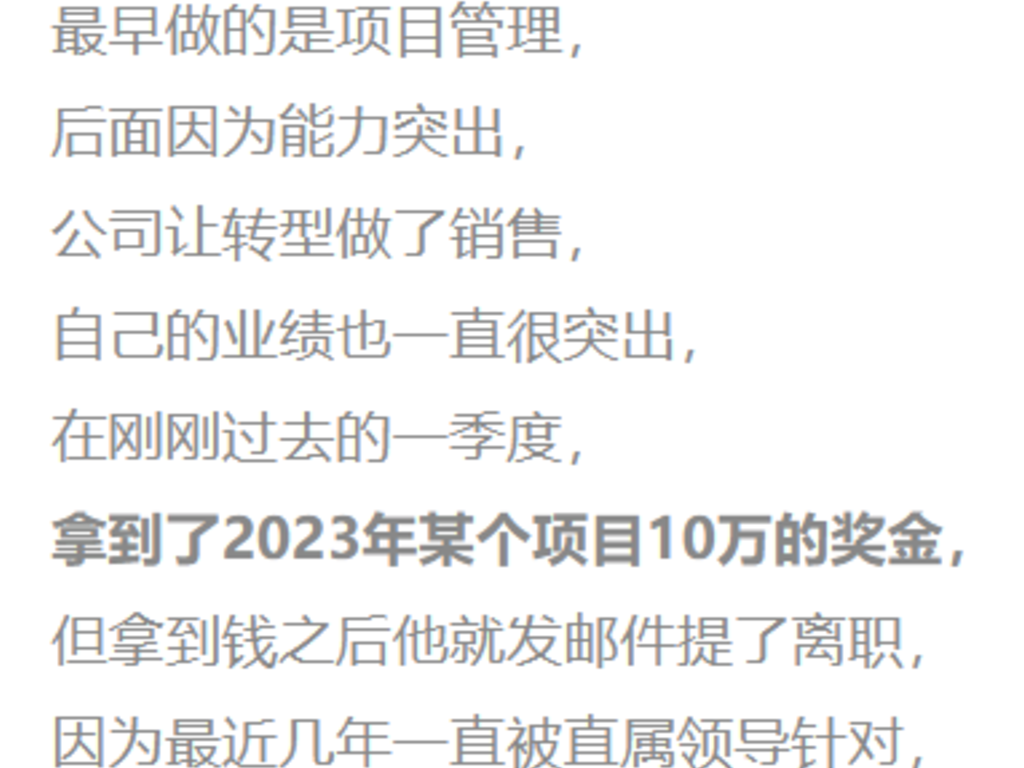 最早做的是项目管理，
后面因为能力突出，
公司让转型做了销售，
自己的业绩也一直很突出，
在刚刚过去的一季度，
拿到了2023年某个项目10万的奖金，
但拿到钱之后他就发邮件提了离职，
因为最近几年一直被直属领导针对，